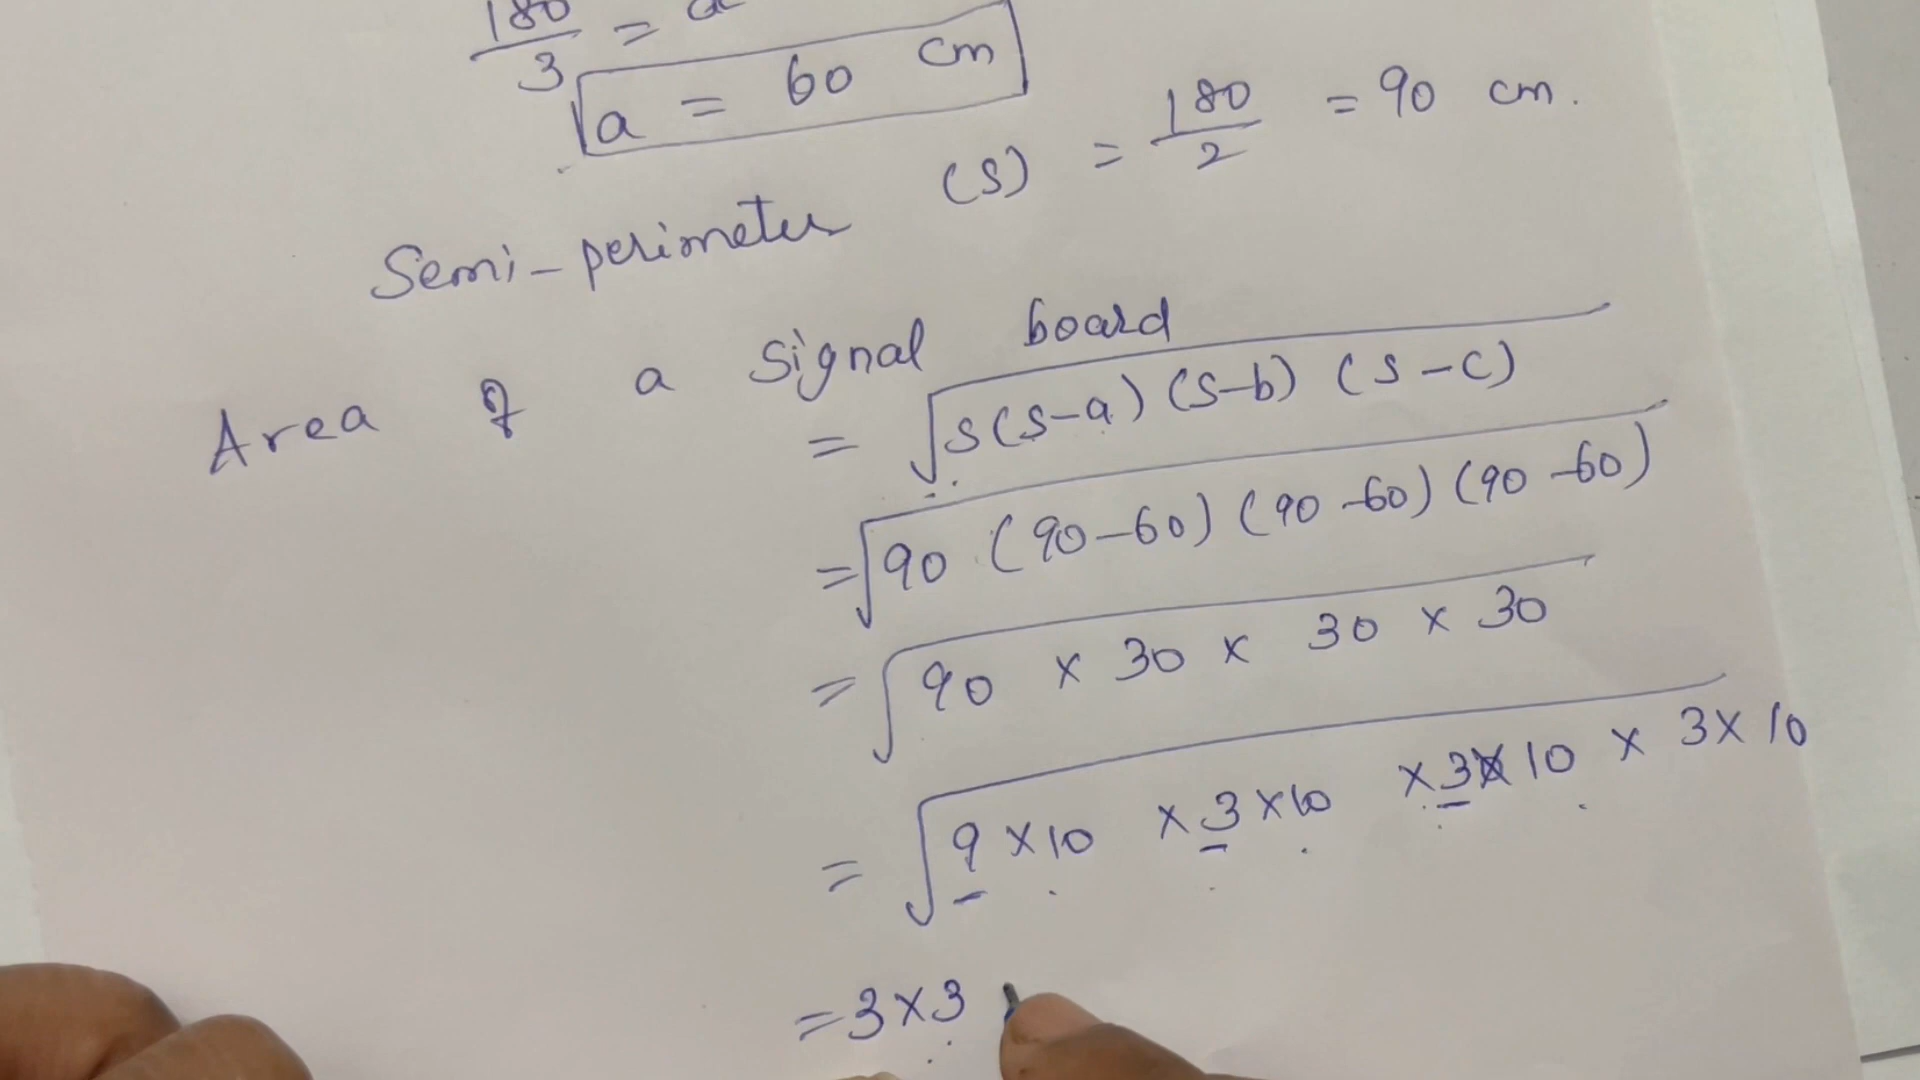 180/3 = a
a = 60 cm
Semi-perimeter (S) = 180/2 = 90 cm.
Area of a signal board
= √s(s-a)(s-b)(s-c)
= √90 (90-60) (90-60) (90-60)
= √90 × 30 × 30 × 30
= √9 × 10 × 3 × 10 × 3 × 10 × 3 × 10
= 3 × 3